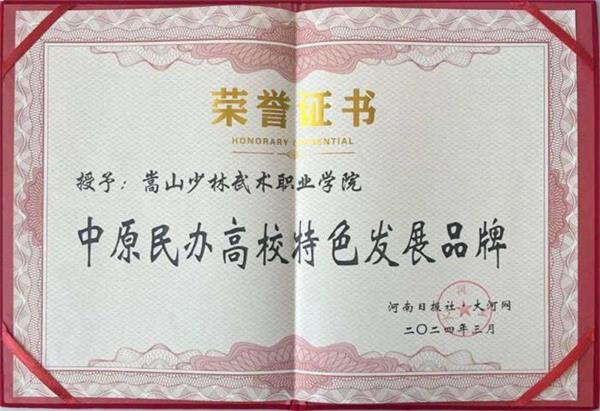 荣誉证书
HONORARY CREDENTIAL
授予：嵩山少林武术职业学院
中原民办高校特色发展品牌
河南日报社·大河网
二〇二四年三月